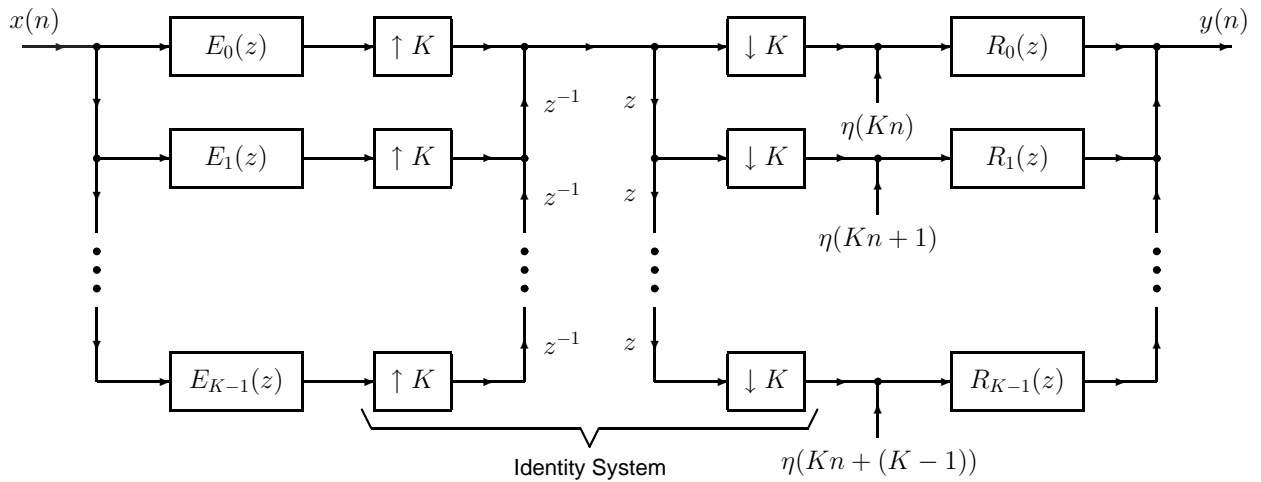 x(n) y(n)
E_0(z) ↑ K ↓ K R_0(z)
z^{-1} z
η(Kn)
E_1(z) ↑ K ↓ K R_1(z)
z^{-1} z
η(Kn + 1)
z^{-1} z
E_{K-1}(z) ↑ K ↓ K R_{K-1}(z)
Identity System η(Kn + (K − 1))